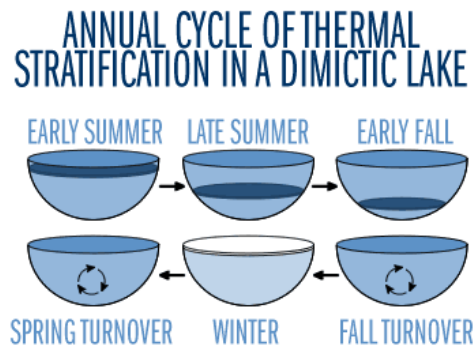 ANNUAL CYCLE OF THERMAL
STRATIFICATION IN A DIMICTIC LAKE
EARLY SUMMER
LATE SUMMER
EARLY FALL
SPRING TURNOVER
WINTER
FALL TURNOVER